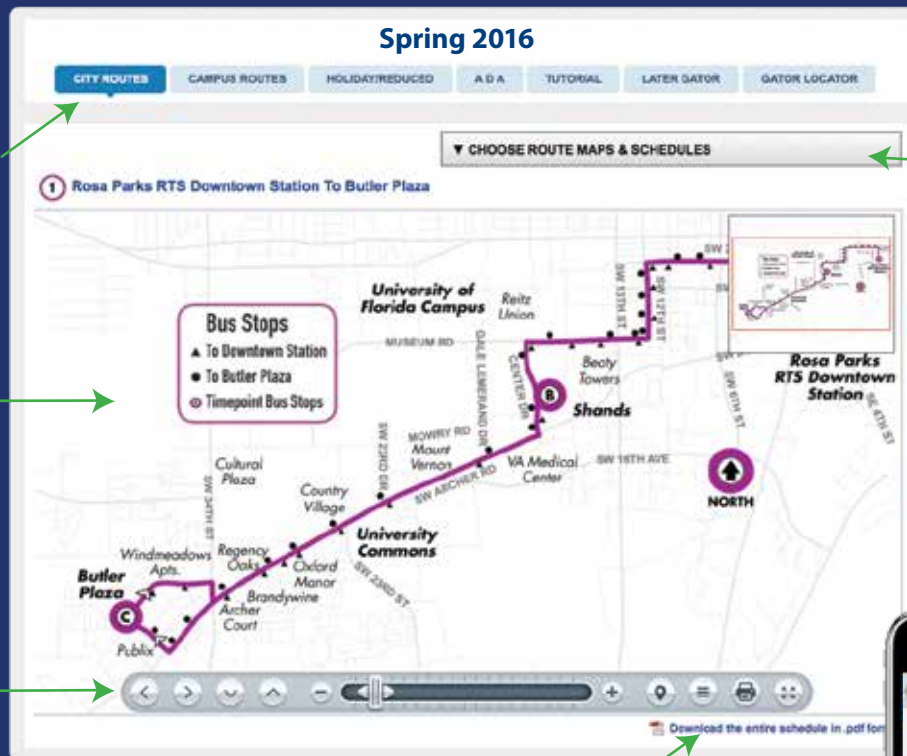 Spring 2016
CITY ROUTES
CAMPUS ROUTES
HOLIDAY/REDUCED
A D A
TUTORIAL
LATER GATOR
GATOR LOCATOR
▼ CHOOSE ROUTE MAPS & SCHEDULES
1 Rosa Parks RTS Downtown Station To Butler Plaza
Bus Stops
▲ To Downtown Station
● To Butler Plaza
Timepoint Bus Stops
University of
Florida Campus
Reitz
Union
MUSEUM RD
GALE LEMERAND DR
CENTER DR
SW 13TH ST
SW 12TH ST
SW
Beaty
Towers
B
Shands
SW 6TH ST
Rosa Parks
RTS Downtown
Station
SE 4TH ST
NORTH
MOWRY RD
Mount
Vernon
VA Medical
Center
SW 16TH AVE
SW ARCHER RD
SW 23RD DR
SW 34TH ST
Cultural
Plaza
Country
Village
University
Commons
SW 23RD ST
Windmeadows
Apts.
Regency
Oaks
Oxford
Manor
Brandywine
Archer
Court
Butler
Plaza
C
Publix
Download the entire schedule in .pdf